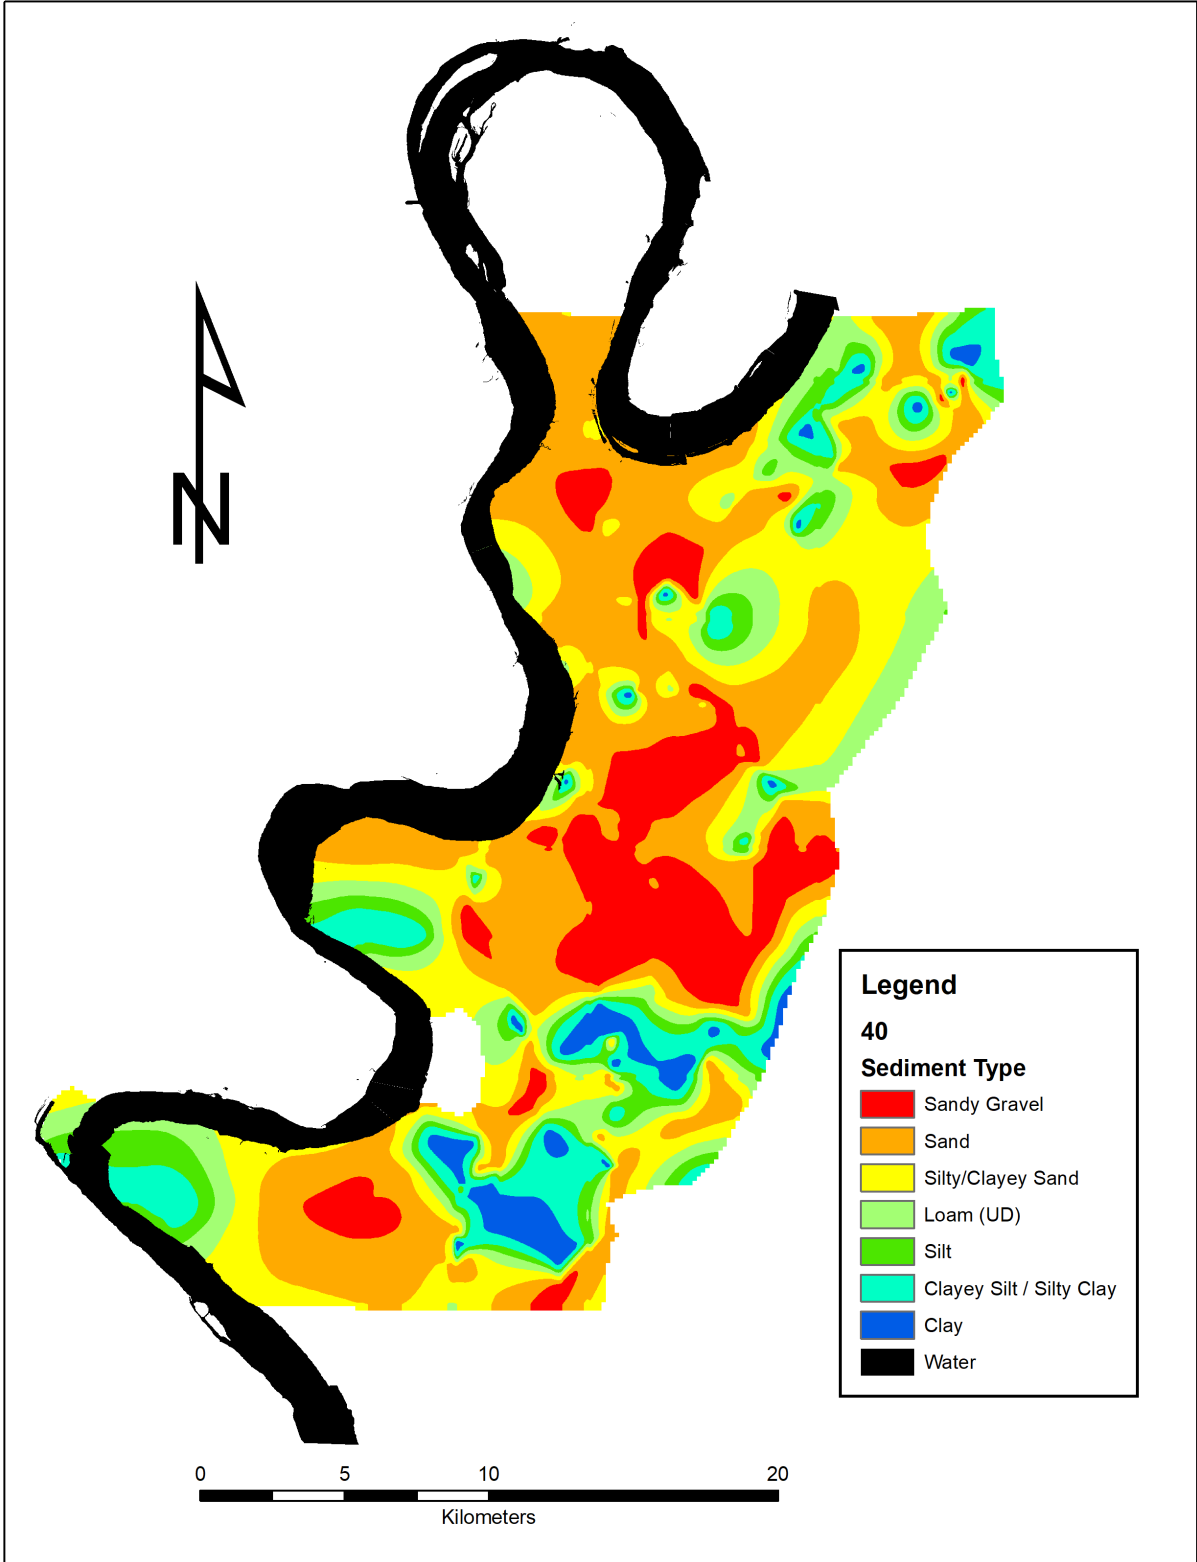 N
Legend
40
Sediment Type
Sandy Gravel
Sand
Silty/Clayey Sand
Loam (UD)
Silt
Clayey Silt / Silty Clay
Clay
Water
0 5 10 20
Kilometers